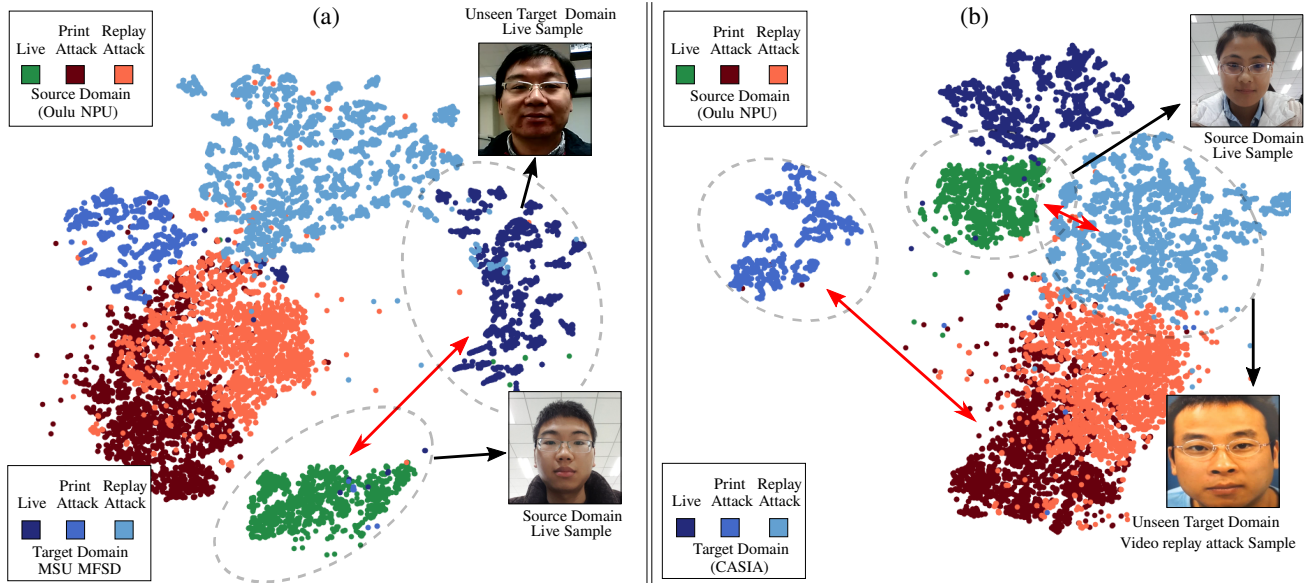 (a)
Live Print Attack Replay Attack
Source Domain
(Oulu NPU)
Unseen Target Domain
Live Sample
Source Domain
Live Sample
Live Print Attack Replay Attack
Target Domain
MSU MFSD
(b)
Live Print Attack Replay Attack
Source Domain
(Oulu NPU)
Source Domain
Live Sample
Live Print Attack Replay Attack
Target Domain
(CASIA)
Unseen Target Domain
Video replay attack Sample